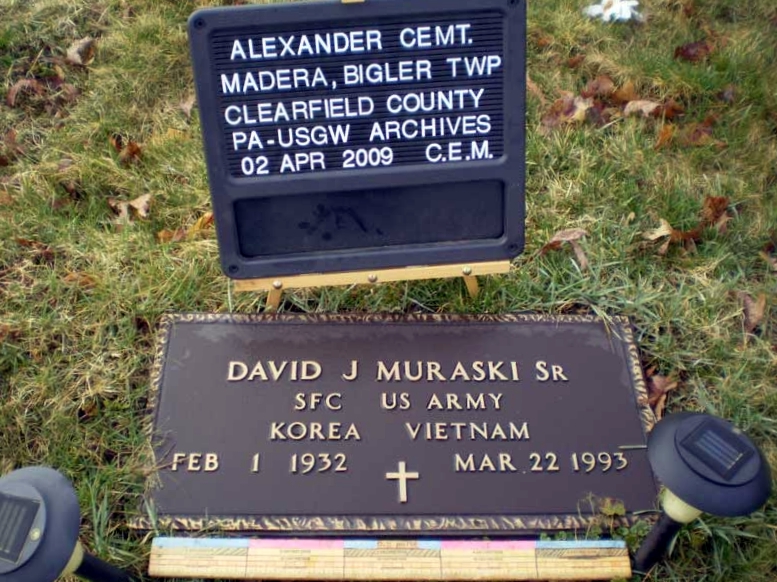 ALEXANDER CEMT.
MADERA, BIGLER TWP
CLEARFIELD COUNTY
PA-USGW ARCHIVES
02 APR 2009 C.E.M.
DAVID J MURASKI SR
SFC US ARMY
KOREA VIETNAM
FEB 1 1932 MAR 22 1993